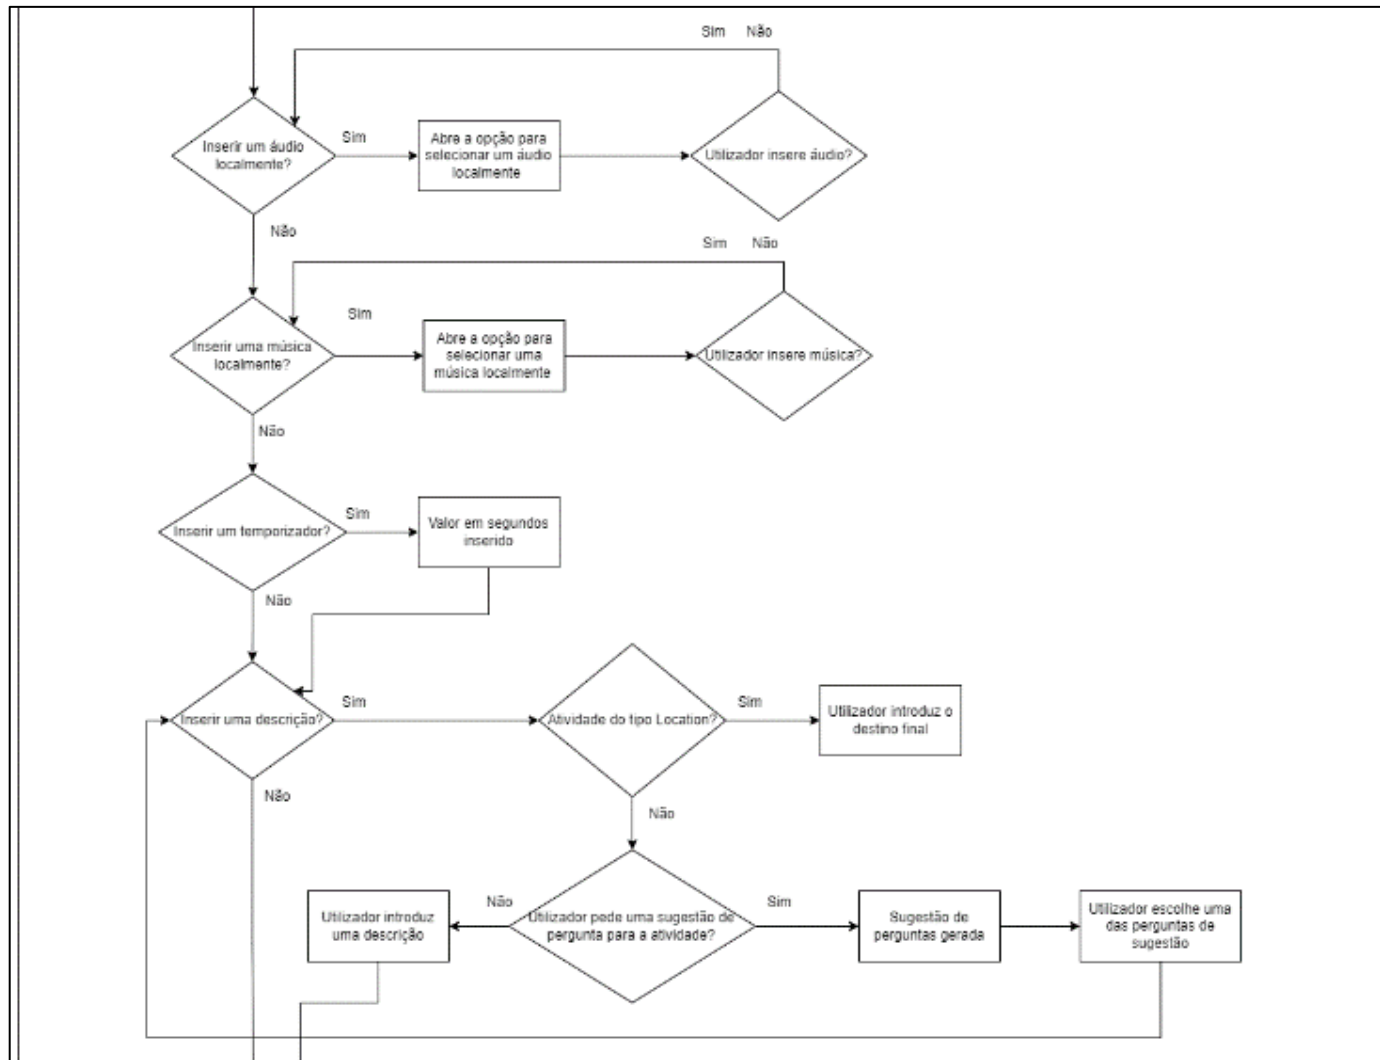 Sim Não
Inserir um áudio
localmente?
Sim
Abre a opção para
selecionar um áudio
localmente
Utilizador insere áudio?
Não
Sim Não
Inserir uma música
localmente?
Sim
Abre a opção para
selecionar uma
música localmente
Utilizador insere música?
Não
Inserir um temporizador?
Sim
Valor em segundos
inserido
Não
Inserir uma descrição?
Sim
Atividade do tipo Location?
Sim
Utilizador introduz o
destino final
Não
Não
Utilizador introduz
uma descrição
Não
Utilizador pede uma sugestão de
pergunta para a atividade?
Sim
Sugestão de
perguntas gerada
Utilizador escolhe uma
das perguntas de
sugestão